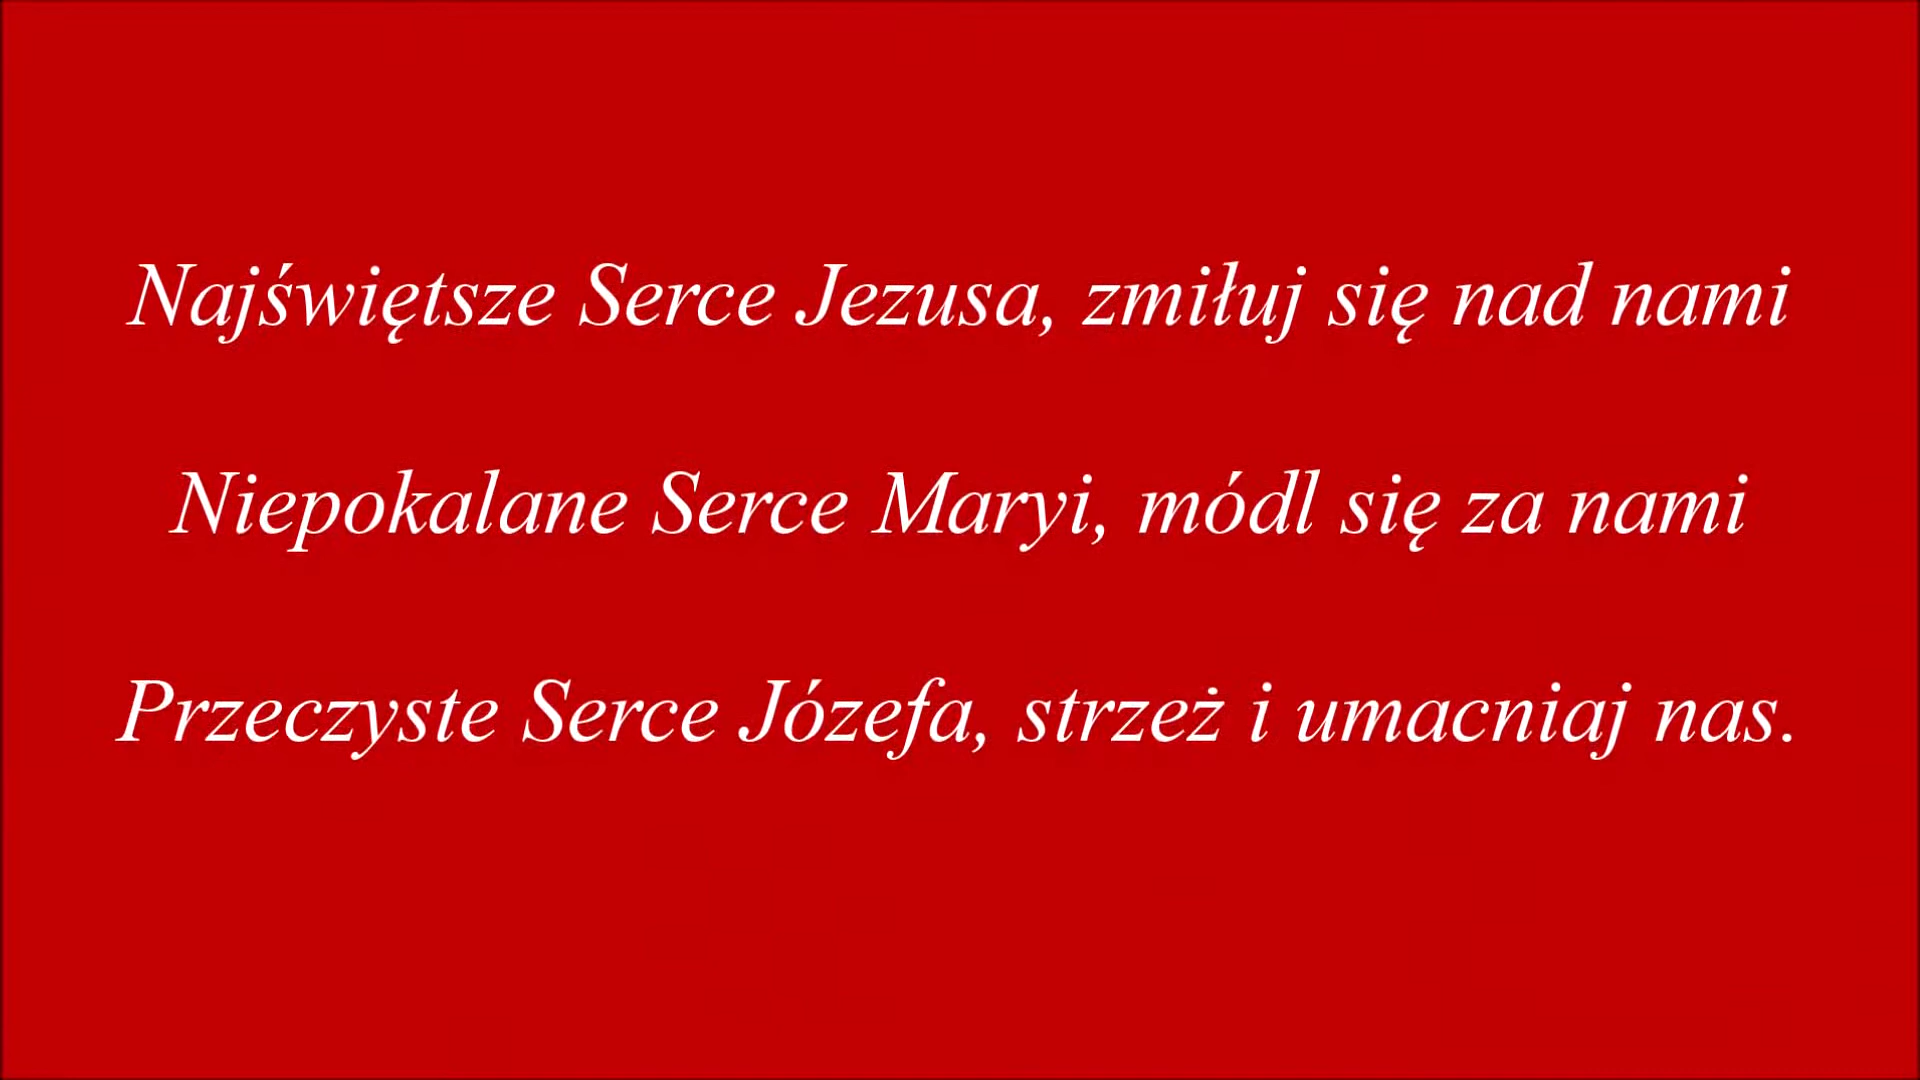 Najświętsze Serce Jezusa, zmiłuj się nad nami
Niepokalane Serce Maryi, módl się za nami
Przeczyste Serce Józefa, strzeż i umacniaj nas.